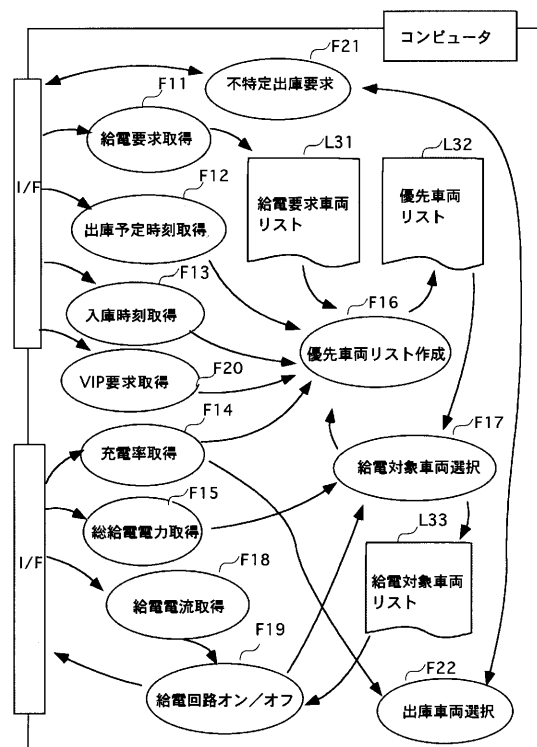 コンピュータ
F21
不特定出庫要求
F11
給電要求取得
L31
給電要求車両
リスト
L32
優先車両
リスト
I/F
F12
出庫予定時刻取得
F13
入庫時刻取得
F16
優先車両リスト作成
F20
VIP要求取得
F14
充電率取得
F17
給電対象車両選択
F15
総給電電力取得
L33
給電対象車両
リスト
I/F
F18
給電電流取得
F19
給電回路オン／オフ
F22
出庫車両選択